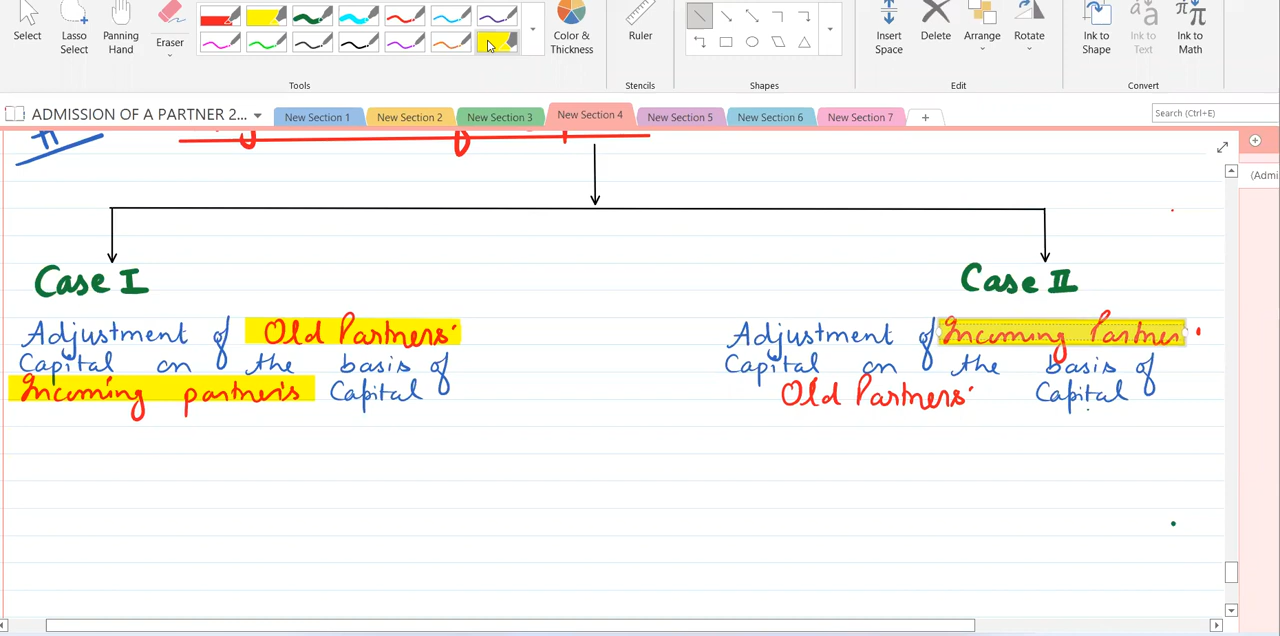 Select
Lasso Select
Panning Hand
Eraser
Color & Thickness
Ruler
Insert Space
Delete
Arrange
Rotate
Ink to Shape
Ink to Text
Ink to Math
Tools
Stencils
Shapes
Edit
Convert
ADMISSION OF A PARTNER 2...
New Section 1
New Section 2
New Section 3
New Section 4
New Section 5
New Section 6
New Section 7
Search (Ctrl+E)
(Admi
Case I
Adjustment of Old Partners'
Capital on the basis of
Incoming partner's Capital
Case II
Adjustment of Incoming Partner
Capital on the basis of
Old Partners' Capital